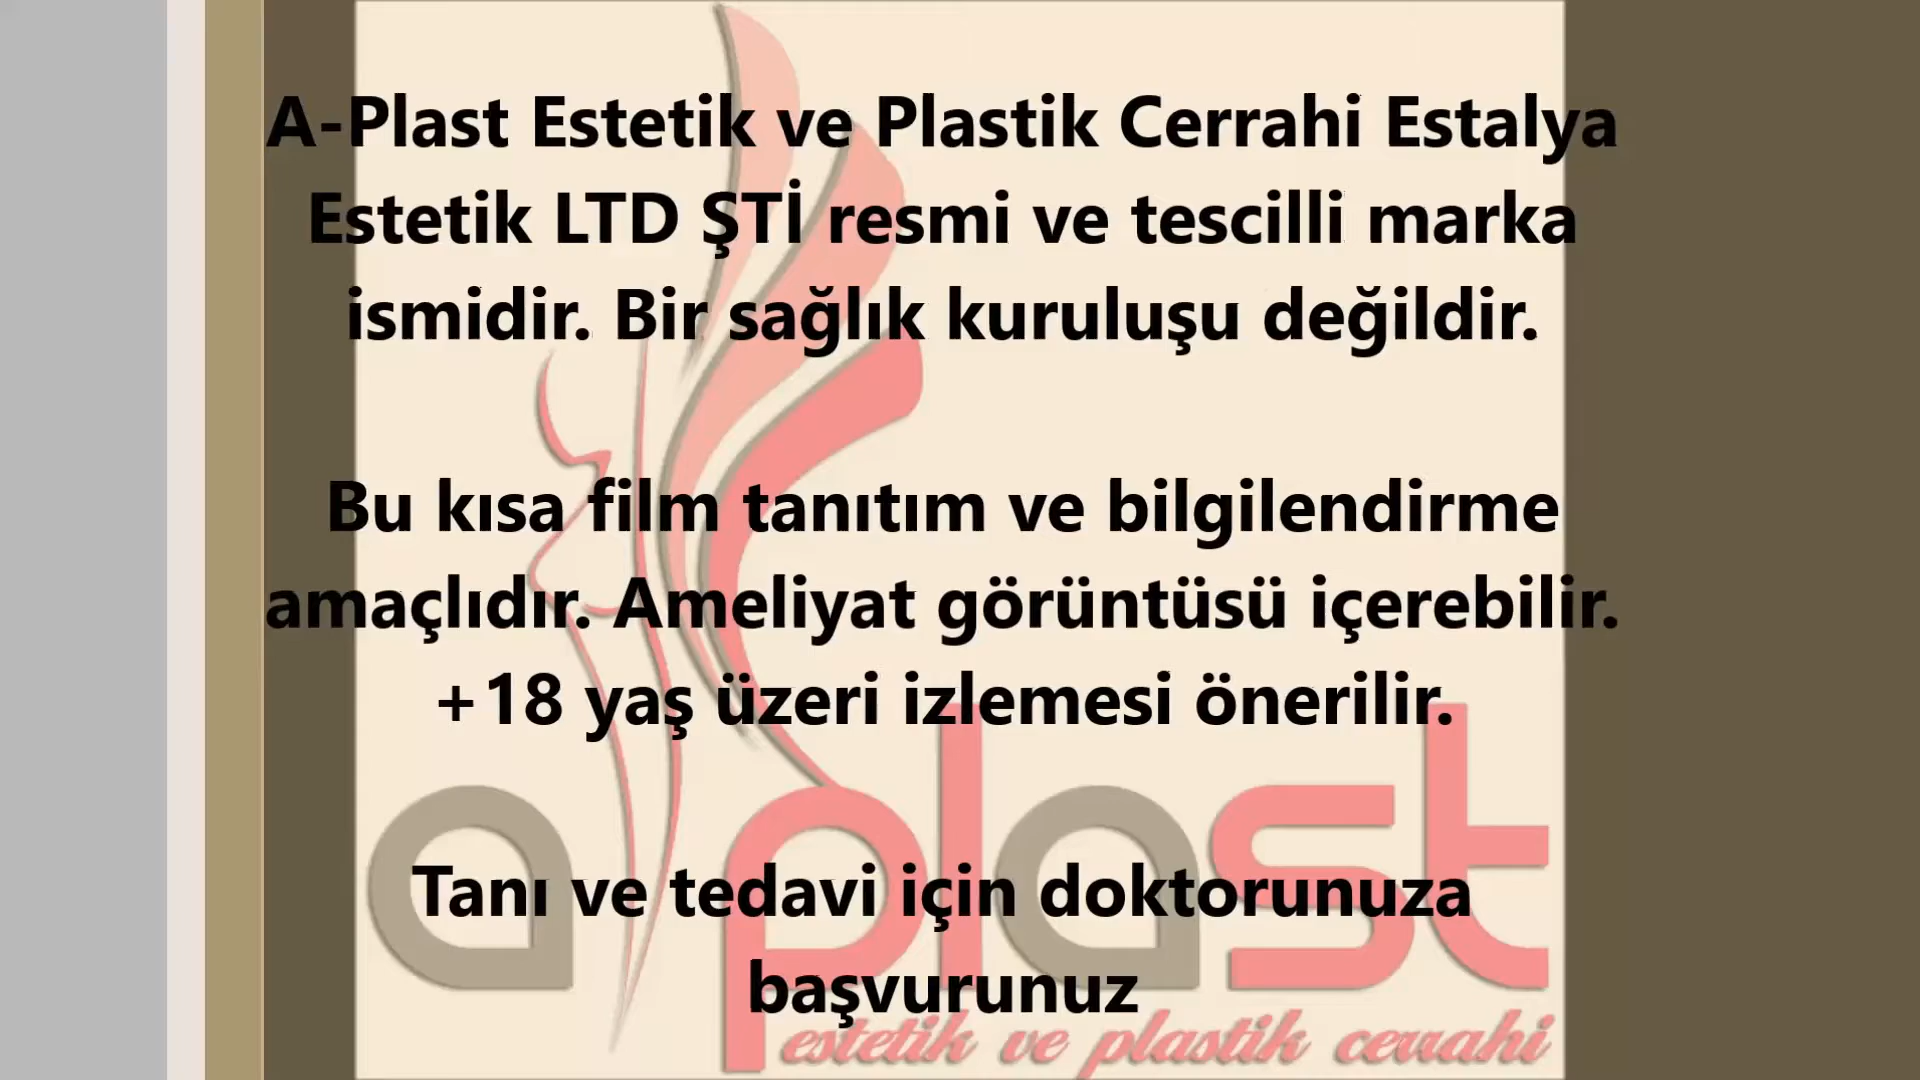 A-Plast Estetik ve Plastik Cerrahi Estalya
Estetik LTD ŞTİ resmi ve tescilli marka
ismidir. Bir sağlık kuruluşu değildir.
Bu kısa film tanıtım ve bilgilendirme
amaçlıdır. Ameliyat görüntüsü içerebilir.
+18 yaş üzeri izlemesi önerilir.
Tanı ve tedavi için doktorunuza
başvurunuz
a plast
estetik ve plastik cerrahi